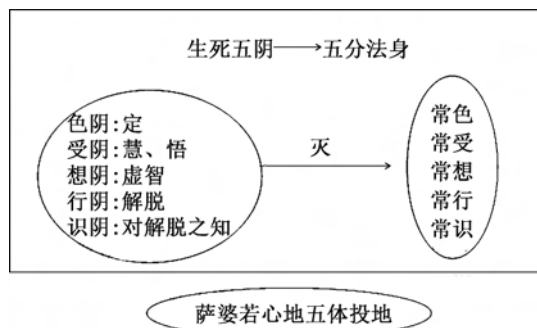 生死五阴→五分法身
色阴:定
受阴:慧、悟
想阴:虚智
行阴:解脱
识阴:对解脱之知
灭
常色
常受
常想
常行
常识
萨婆若心地五体投地